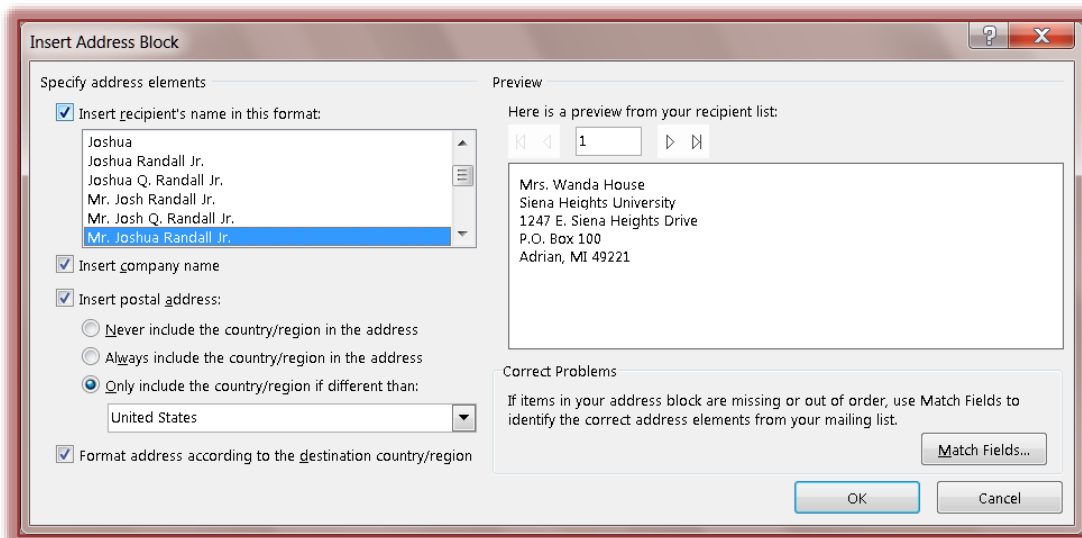 Insert Address Block
Specify address elements
Insert recipient's name in this format:
Joshua
Joshua Randall Jr.
Joshua Q. Randall Jr.
Mr. Josh Randall Jr.
Mr. Josh Q. Randall Jr.
Mr. Joshua Randall Jr.
Insert company name
Insert postal address:
Never include the country/region in the address
Always include the country/region in the address
Only include the country/region if different than:
United States
Format address according to the destination country/region
Preview
Here is a preview from your recipient list:
1
Mrs. Wanda House
Siena Heights University
1247 E. Siena Heights Drive
P.O. Box 100
Adrian, MI 49221
Correct Problems
If items in your address block are missing or out of order, use Match Fields to
identify the correct address elements from your mailing list.
Match Fields...
OK
Cancel